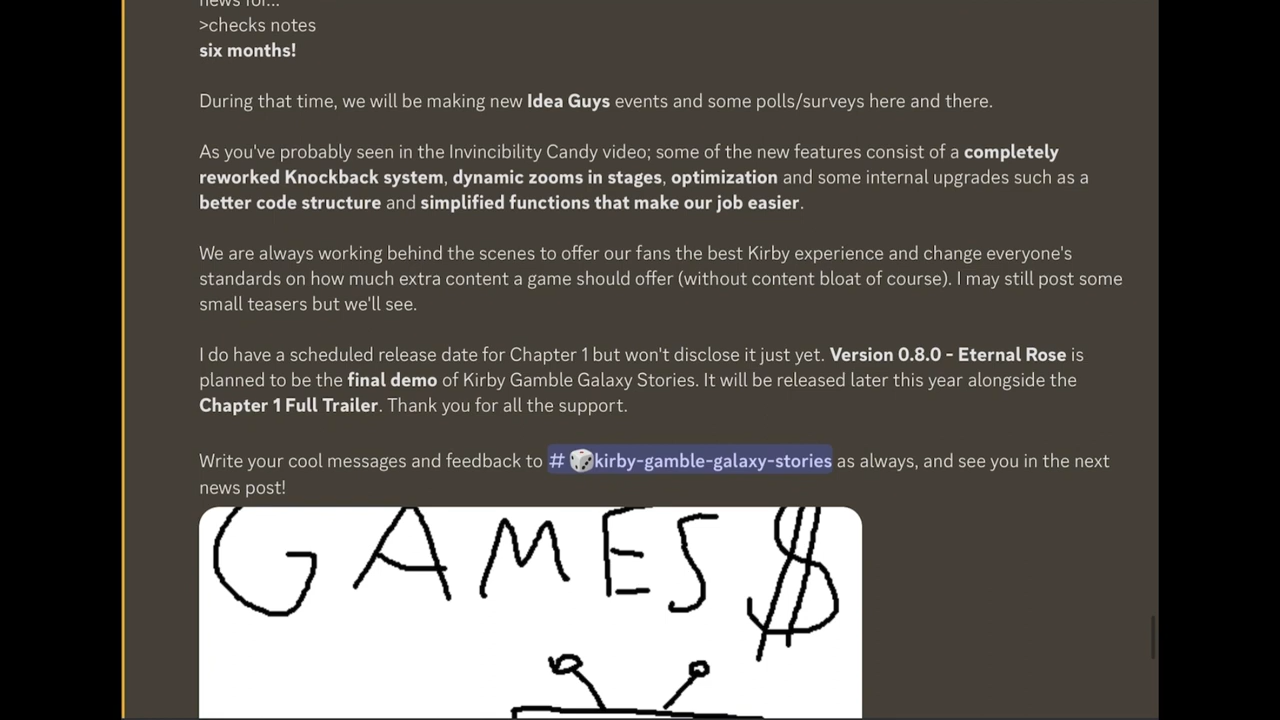 news for...
>checks notes
six months!
During that time, we will be making new Idea Guys events and some polls/surveys here and there.
As you've probably seen in the Invincibility Candy video; some of the new features consist of a completely
reworked Knockback system, dynamic zooms in stages, optimization and some internal upgrades such as a
better code structure and simplified functions that make our job easier.
We are always working behind the scenes to offer our fans the best Kirby experience and change everyone's
standards on how much extra content a game should offer (without content bloat of course). I may still post some
small teasers but we'll see.
I do have a scheduled release date for Chapter 1 but won't disclose it just yet. Version 0.8.0 - Eternal Rose is
planned to be the final demo of Kirby Gamble Galaxy Stories. It will be released later this year alongside the
Chapter 1 Full Trailer. Thank you for all the support.
Write your cool messages and feedback to # 🎲kirby-gamble-galaxy-stories as always, and see you in the next
news post!
GAMES $